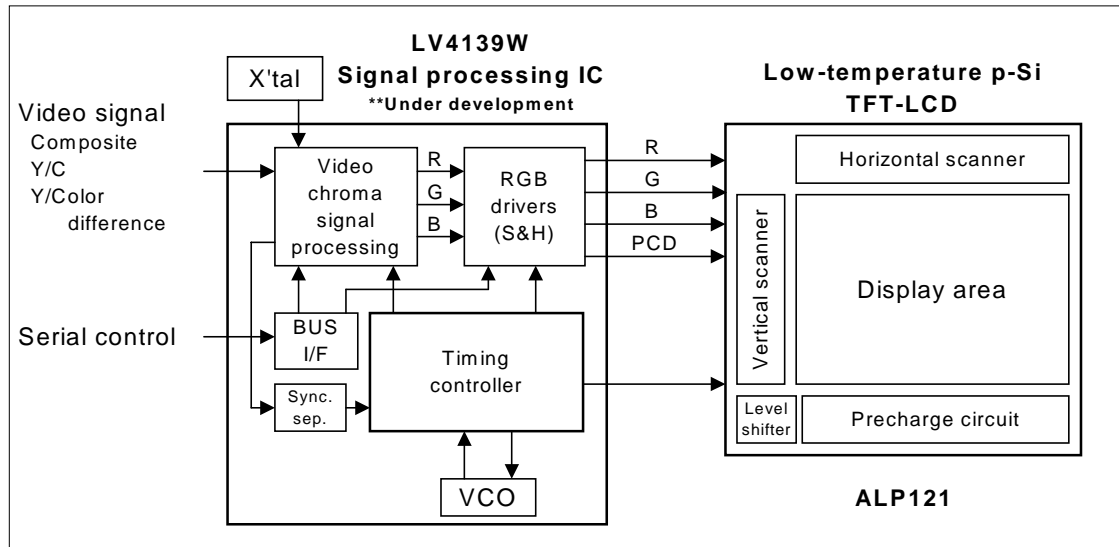 LV4139W
Signal processing IC
**Under development
X'tal
Low-temperature p-Si
TFT-LCD
Video signal
Composite
Y/C
Y/Color
difference
Video
chroma
signal
processing
R
G
B
RGB
drivers
(S&H)
R
G
B
PCD
Horizontal scanner
Vertical scanner
Display area
Serial control
BUS
I/F
Timing
controller
Sync.
sep.
Level
shifter
Precharge circuit
VCO
ALP121